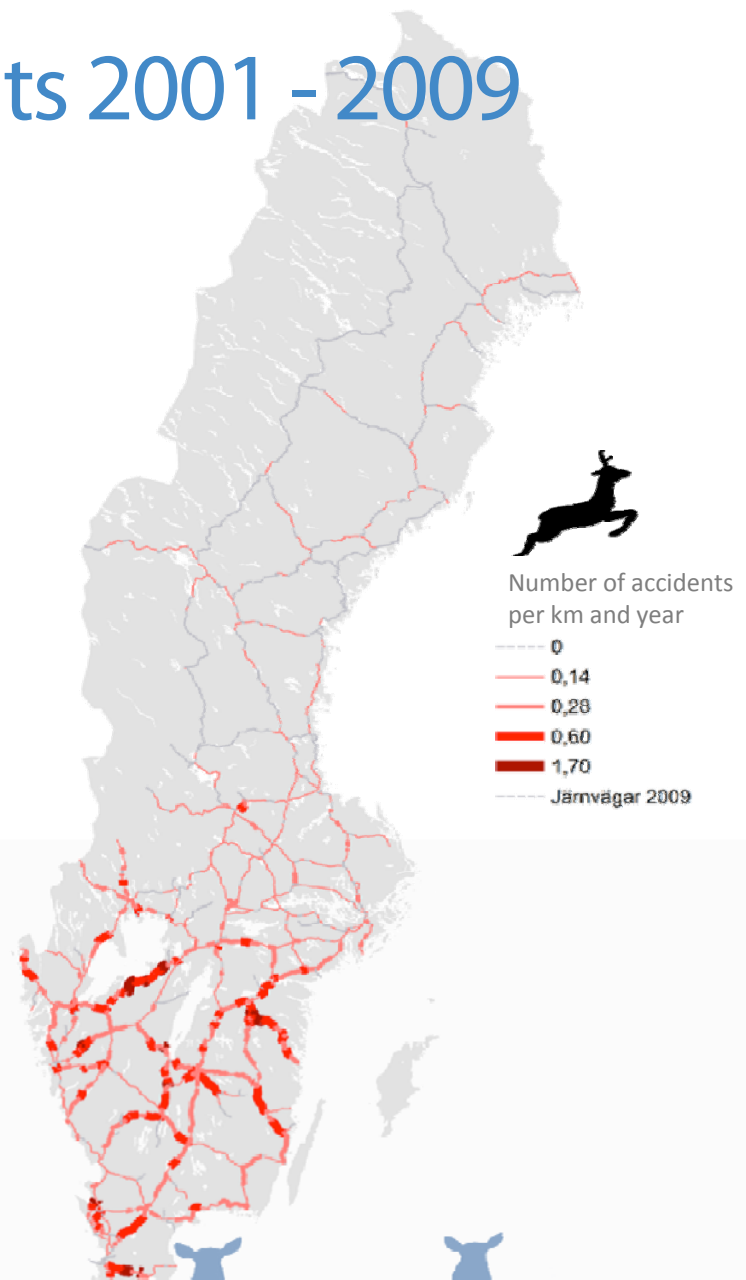 ts 2001 - 2009
Number of accidents
per km and year
0
0,14
0,28
0,60
1,70
Järnvägar 2009